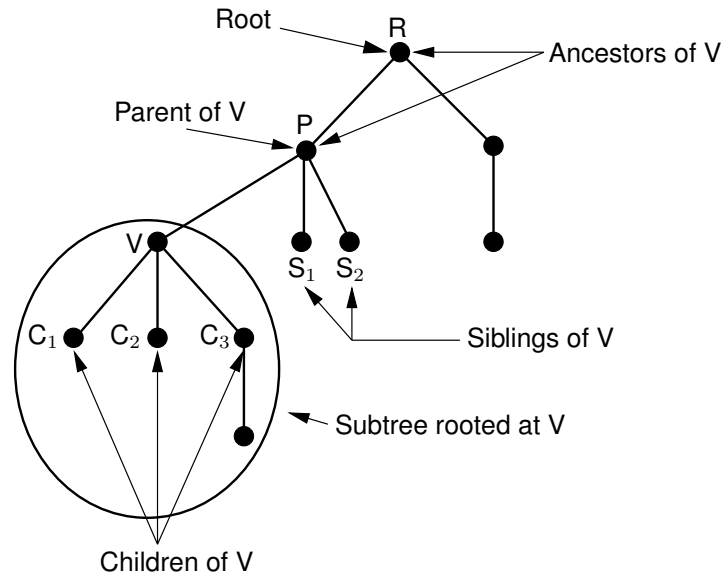 Root
R
Ancestors of V
Parent of V
P
V
S₁
S₂
C₁
C₂
C₃
Siblings of V
Subtree rooted at V
Children of V